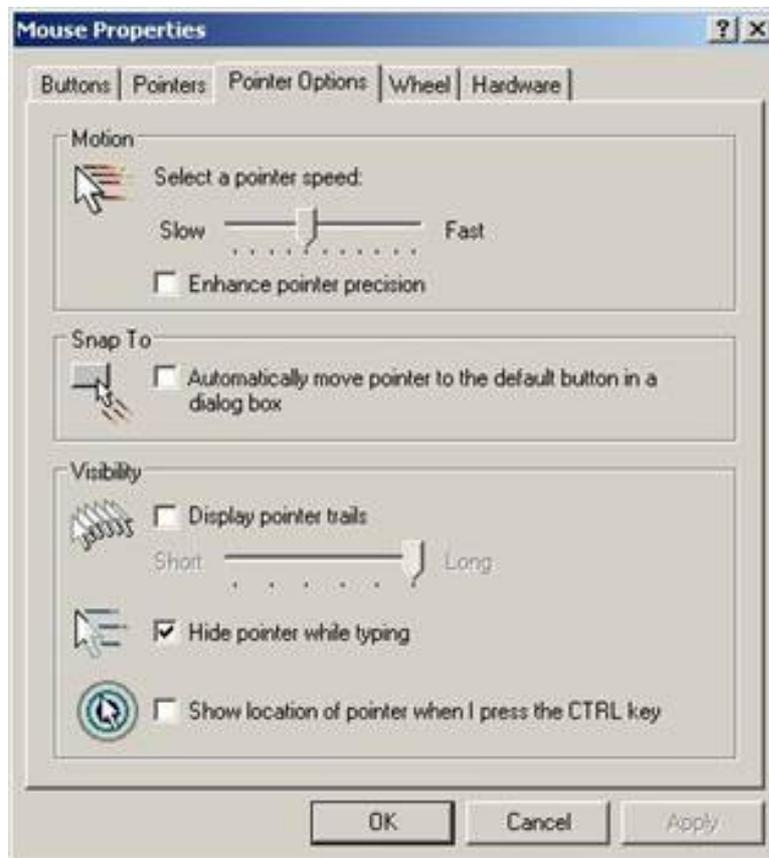 Mouse Properties
Buttons Pointers Pointer Options Wheel Hardware
Motion
Select a pointer speed:
Slow Fast
Enhance pointer precision
Snap To
Automatically move pointer to the default button in a
dialog box
Visibility
Display pointer trails
Short Long
Hide pointer while typing
Show location of pointer when I press the CTRL key
OK Cancel Apply